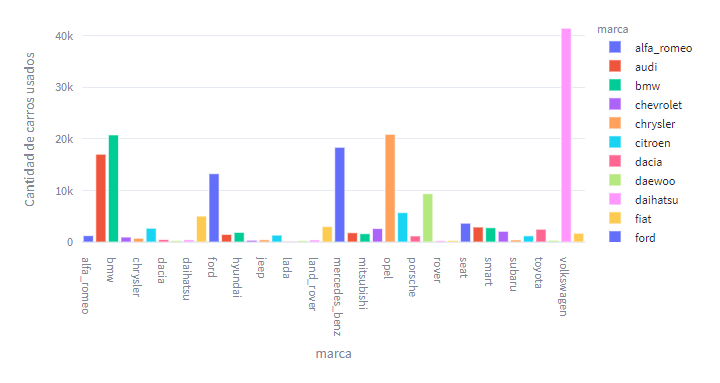 Cantidad de carros usados
40k
30k
20k
10k
0
alfa_romeo
bmw
chrysler
dacia
daihatsu
ford
hyundai
jeep
lada
land_rover
mercedes_benz
mitsubishi
opel
porsche
rover
seat
smart
subaru
toyota
volkswagen
marca
marca
alfa_romeo
audi
bmw
chevrolet
chrysler
citroen
dacia
daewoo
daihatsu
fiat
ford